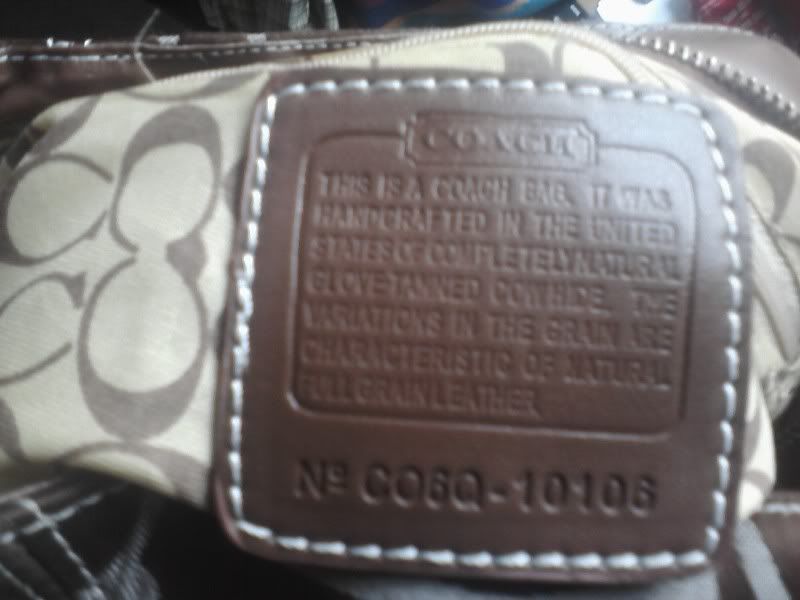 COACH
THIS IS A COACH BAG. IT WAS
HANDCRAFTED IN THE UNITED
STATES OF COMPLETELY NATURAL
GLOVE TANNED COWHIDE. THE
VARIATIONS IN THE GRAIN ARE
CHARACTERISTIC OF NATURAL
FULL GRAIN LEATHER.
Nº CO6Q-10106